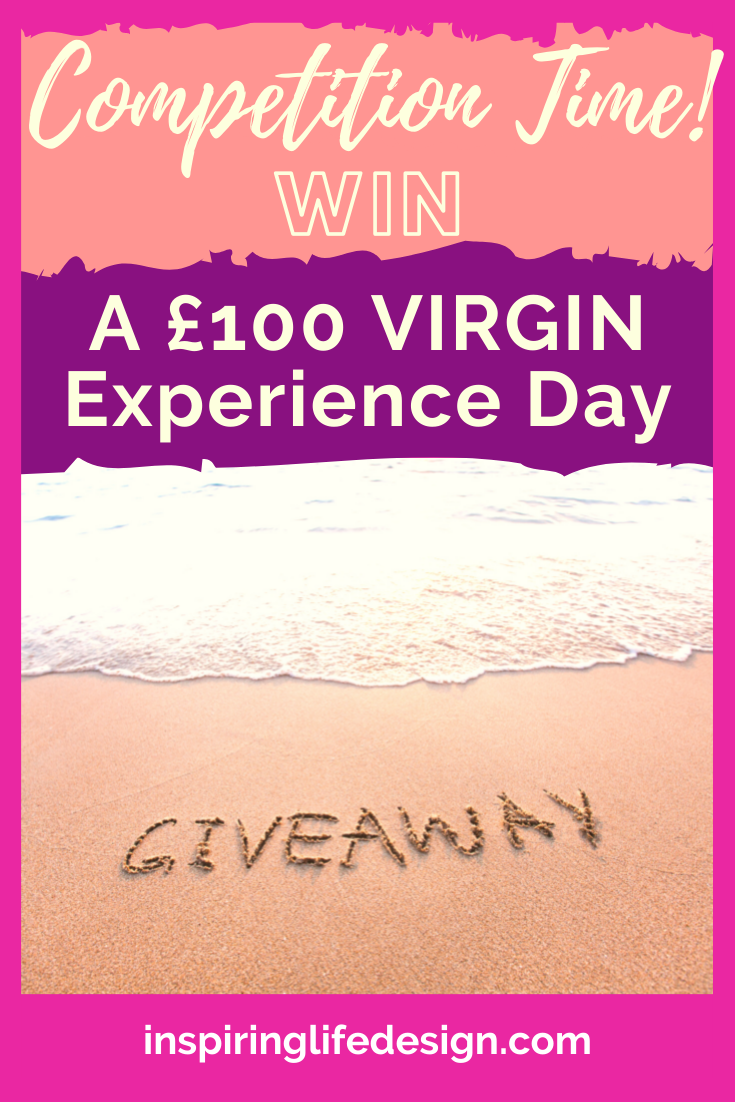 Competition Time!
WIN
A £100 VIRGIN
Experience Day
GIVEAWAY
inspiringlifedesign.com